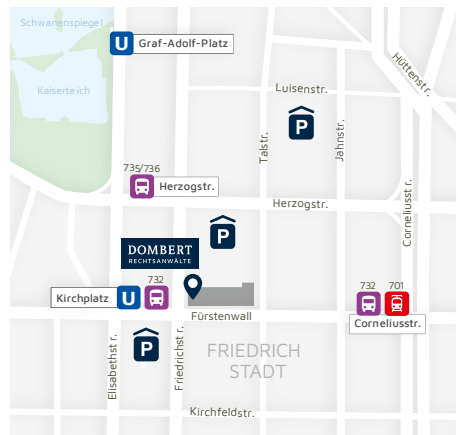 Schwanenspiegel
U Graf-Adolf-Platz
Kaiserteich
Hüttenstr.
Luisenstr.
P
Talstr.
Jahnstr.
735/736
Herzogstr.
Herzogstr.
Corneliusstr.
P
DOMBERT
RECHTSANWÄLTE
732
Kirchplatz U
732 701
Corneliusstr.
Fürstenwall
P
Elisabethstr.
Friedrichstr.
FRIEDRICH
STADT
Kirchfeldstr.